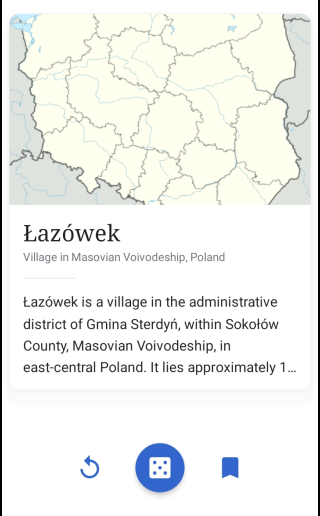 Łazówek
Village in Masovian Voivodeship, Poland
Łazówek is a village in the administrative
district of Gmina Sterdyń, within Sokołów
County, Masovian Voivodeship, in
east-central Poland. It lies approximately 1…